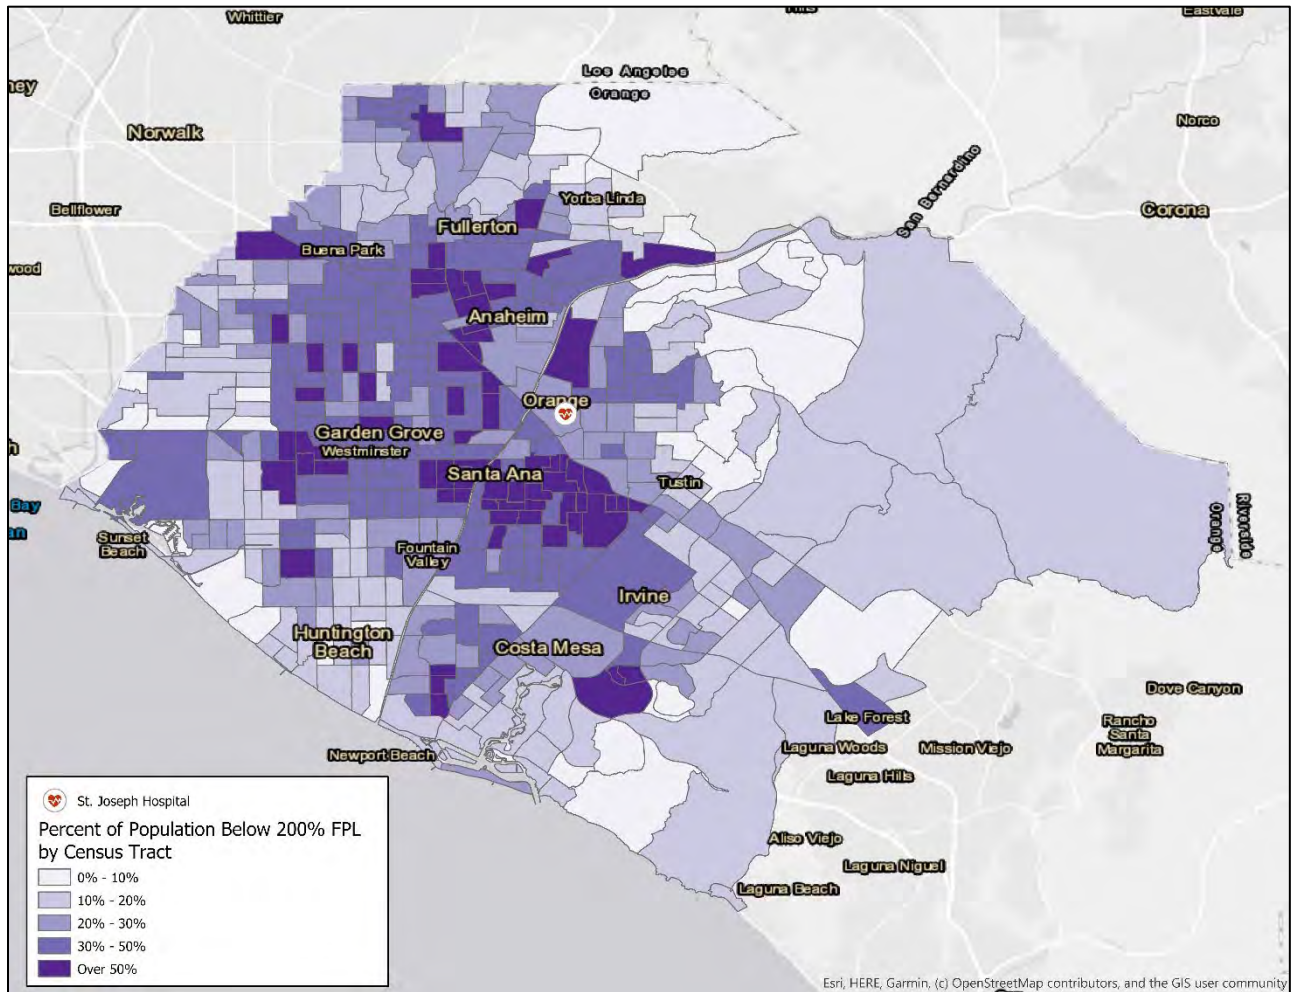 Whittier
Eastvale
Los Angeles
Orange
Norwalk
Norco
San Bernardino
Bellflower
Yorba Linda
Corona
Fullerton
Buena Park
wood
Anaheim
Orange
Garden Grove
Westminster
Santa Ana
Tustin
Bay
an
Riverside
Orange
Sunset
Beach
Fountain
Valley
Irvine
Huntington
Beach
Costa Mesa
Dove Canyon
Lake Forest
Rancho
Santa
Margarita
Newport Beach
Laguna Woods
Mission Viejo
Laguna Hills
Aliso Viejo
Laguna Niguel
Laguna Beach
St. Joseph Hospital
Percent of Population Below 200% FPL
by Census Tract
0% - 10%
10% - 20%
20% - 30%
30% - 50%
Over 50%
Esri, HERE, Garmin, (c) OpenStreetMap contributors, and the GIS user community